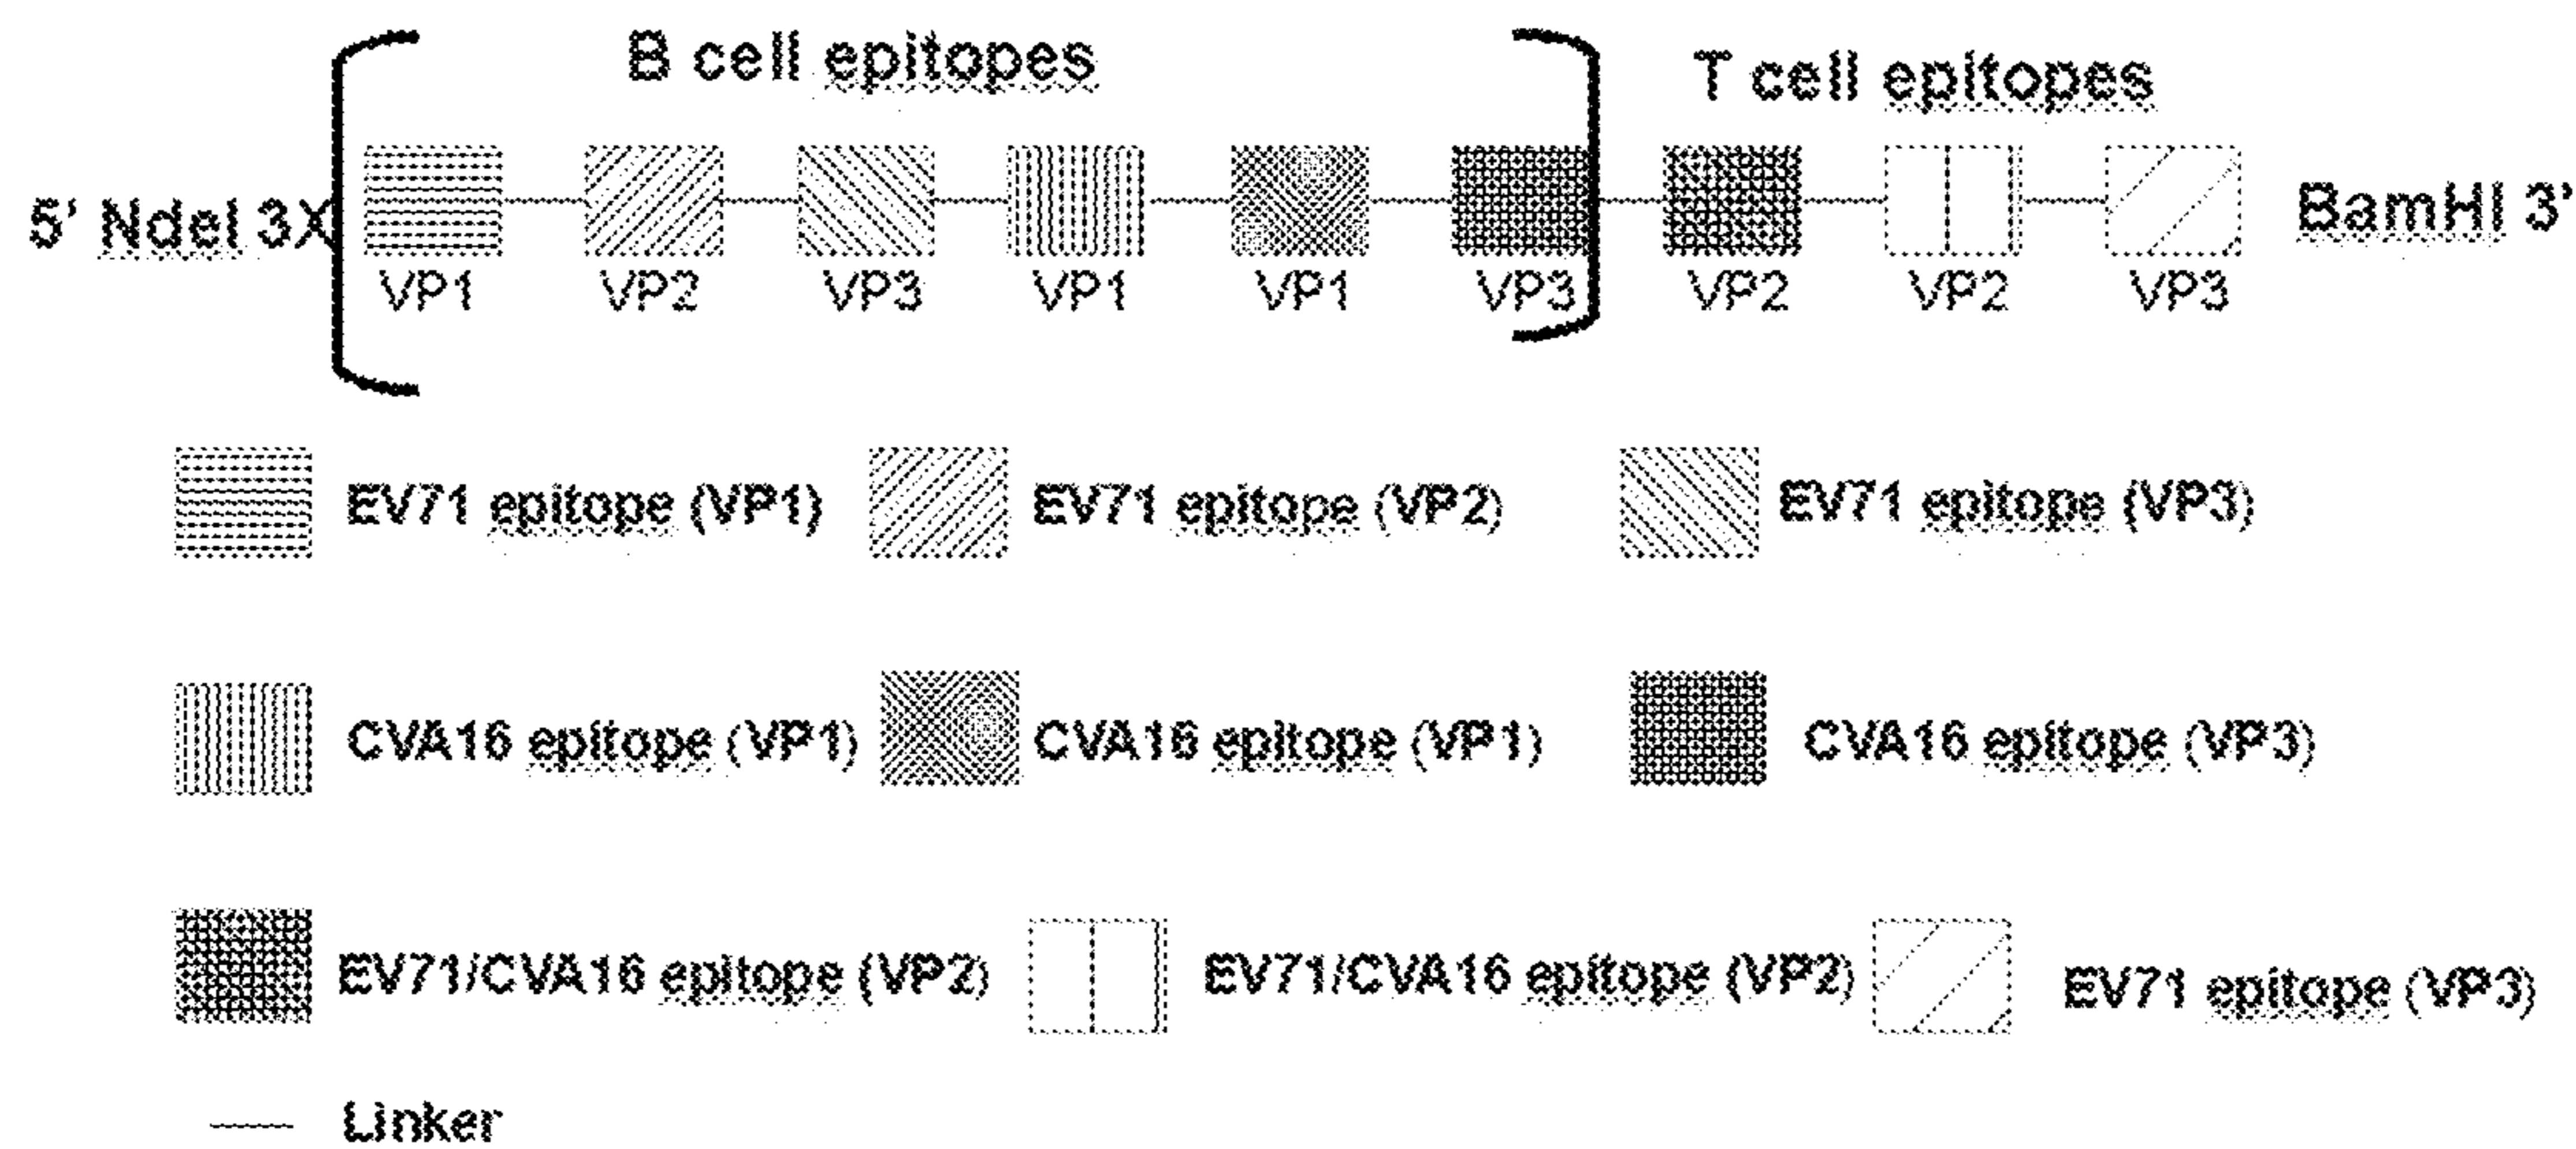 B cell epitopes
T cell epitopes
5' NdeI 3X
BamHI 3'
VP1 VP2 VP3 VP1 VP1 VP3 VP2 VP2 VP3
EV71 epitope (VP1) EV71 epitope (VP2) EV71 epitope (VP3)
CVA16 epitope (VP1) CVA16 epitope (VP1) CVA16 epitope (VP3)
EV71/CVA16 epitope (VP2) EV71/CVA16 epitope (VP2) EV71 epitope (VP3)
Linker